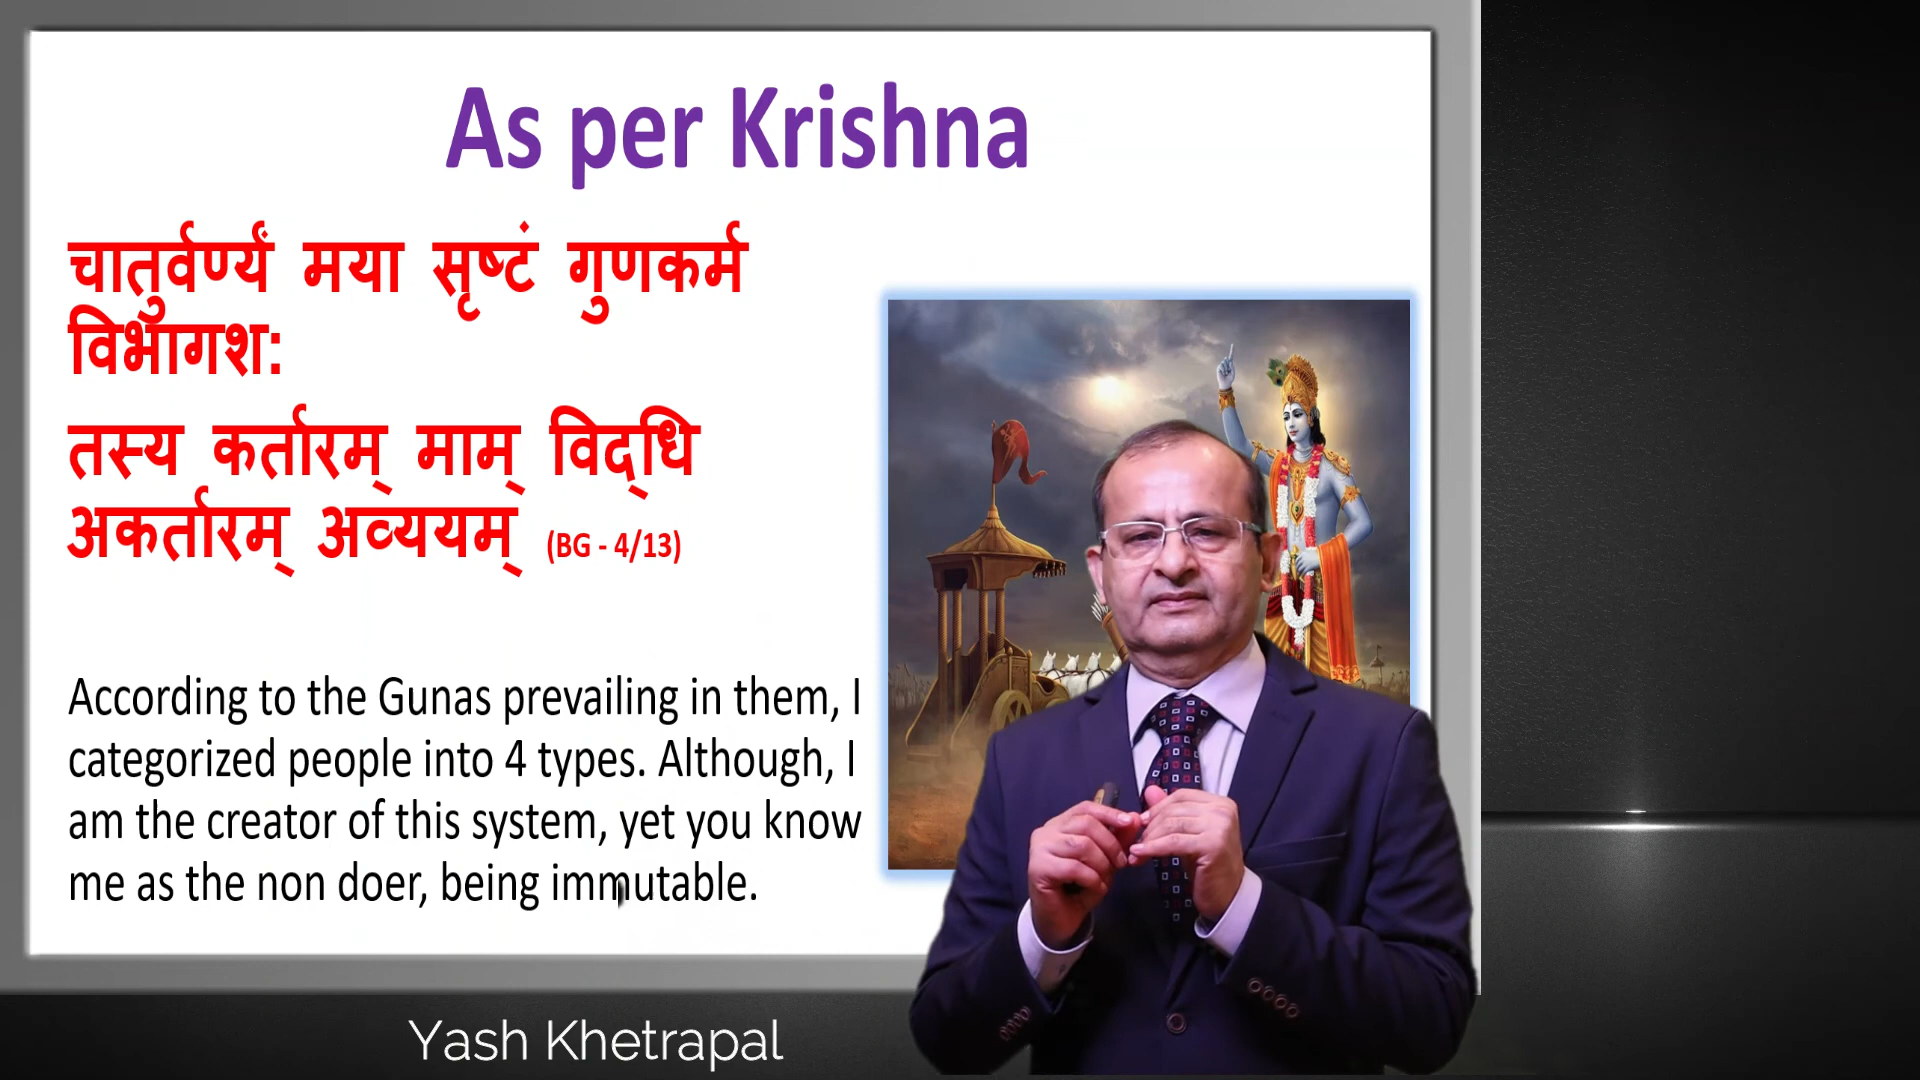 As per Krishna
चातुर्वर्ण्यं मया सृष्टं गुणकर्म
विभागश:
तस्य कर्तारम् माम् विद्धि
अकर्तारम् अव्ययम् (BG - 4/13)
According to the Gunas prevailing in them, I
categorized people into 4 types. Although, I
am the creator of this system, yet you know
me as the non doer, being immutable.
Yash Khetrapal